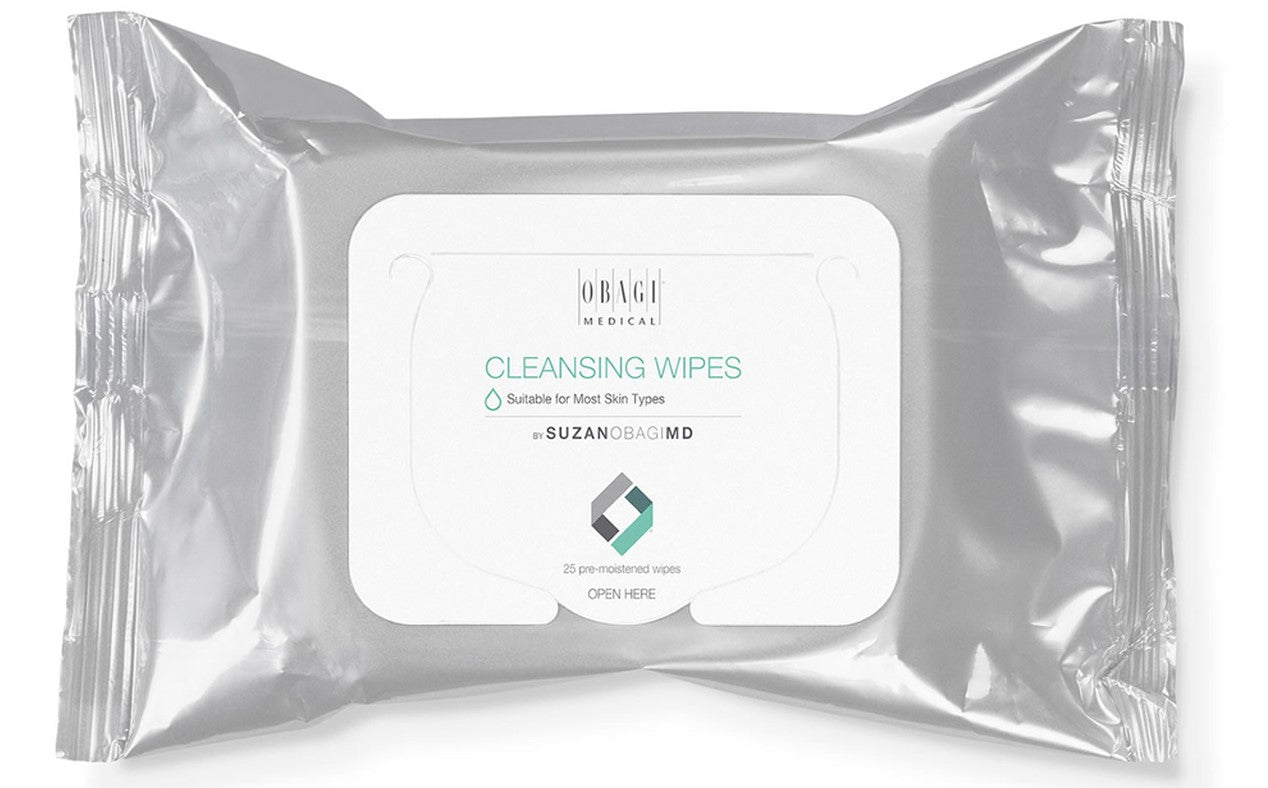 OBAGI
MEDICAL
CLEANSING WIPES
Suitable for Most Skin Types
BY SUZANOBAGIMD
25 pre-moistened wipes
OPEN HERE